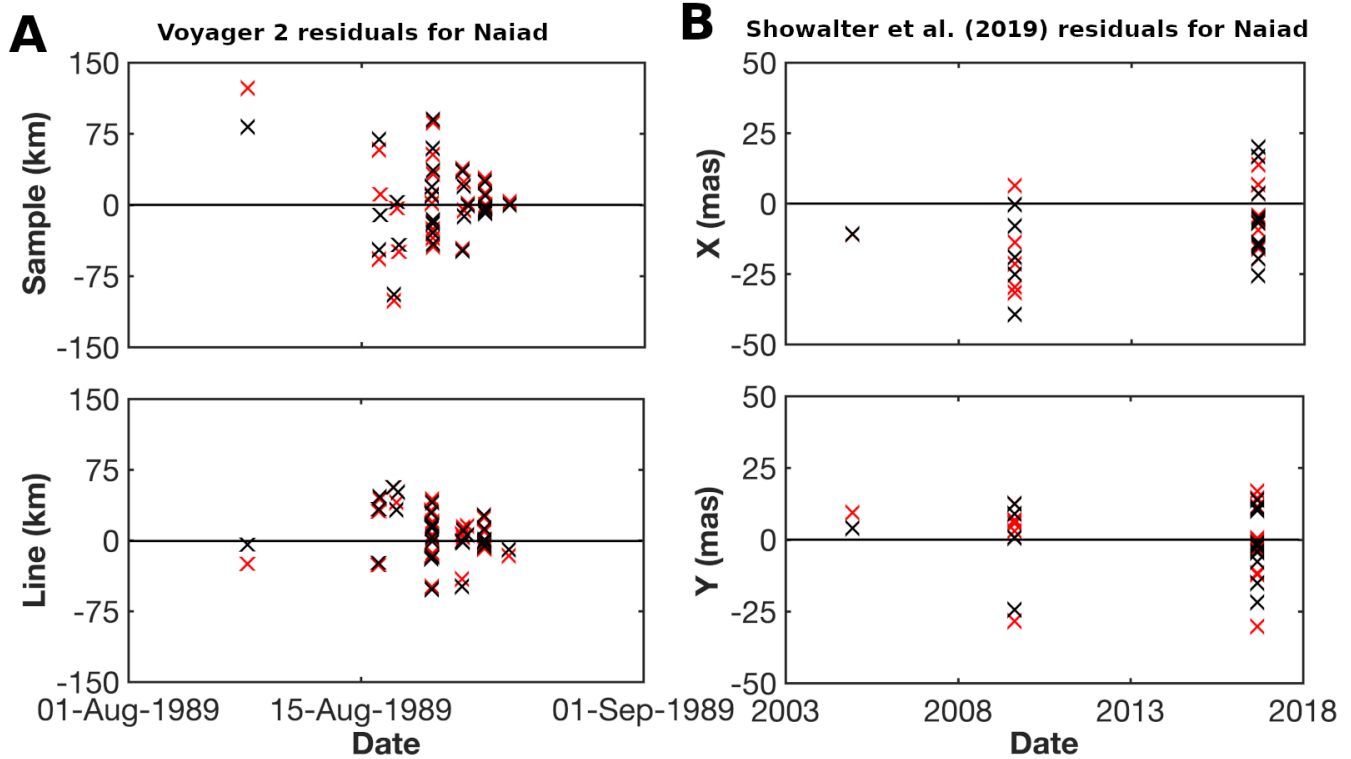 A
Voyager 2 residuals for Naiad
150
75
0
-75
-150
Sample (km)
150
75
0
-75
-150
Line (km)
01-Aug-1989
15-Aug-1989
01-Sep-1989
Date
B
Showalter et al. (2019) residuals for Naiad
50
25
0
-25
-50
X (mas)
50
25
0
-25
-50
Y (mas)
2003
2008
2013
2018
Date